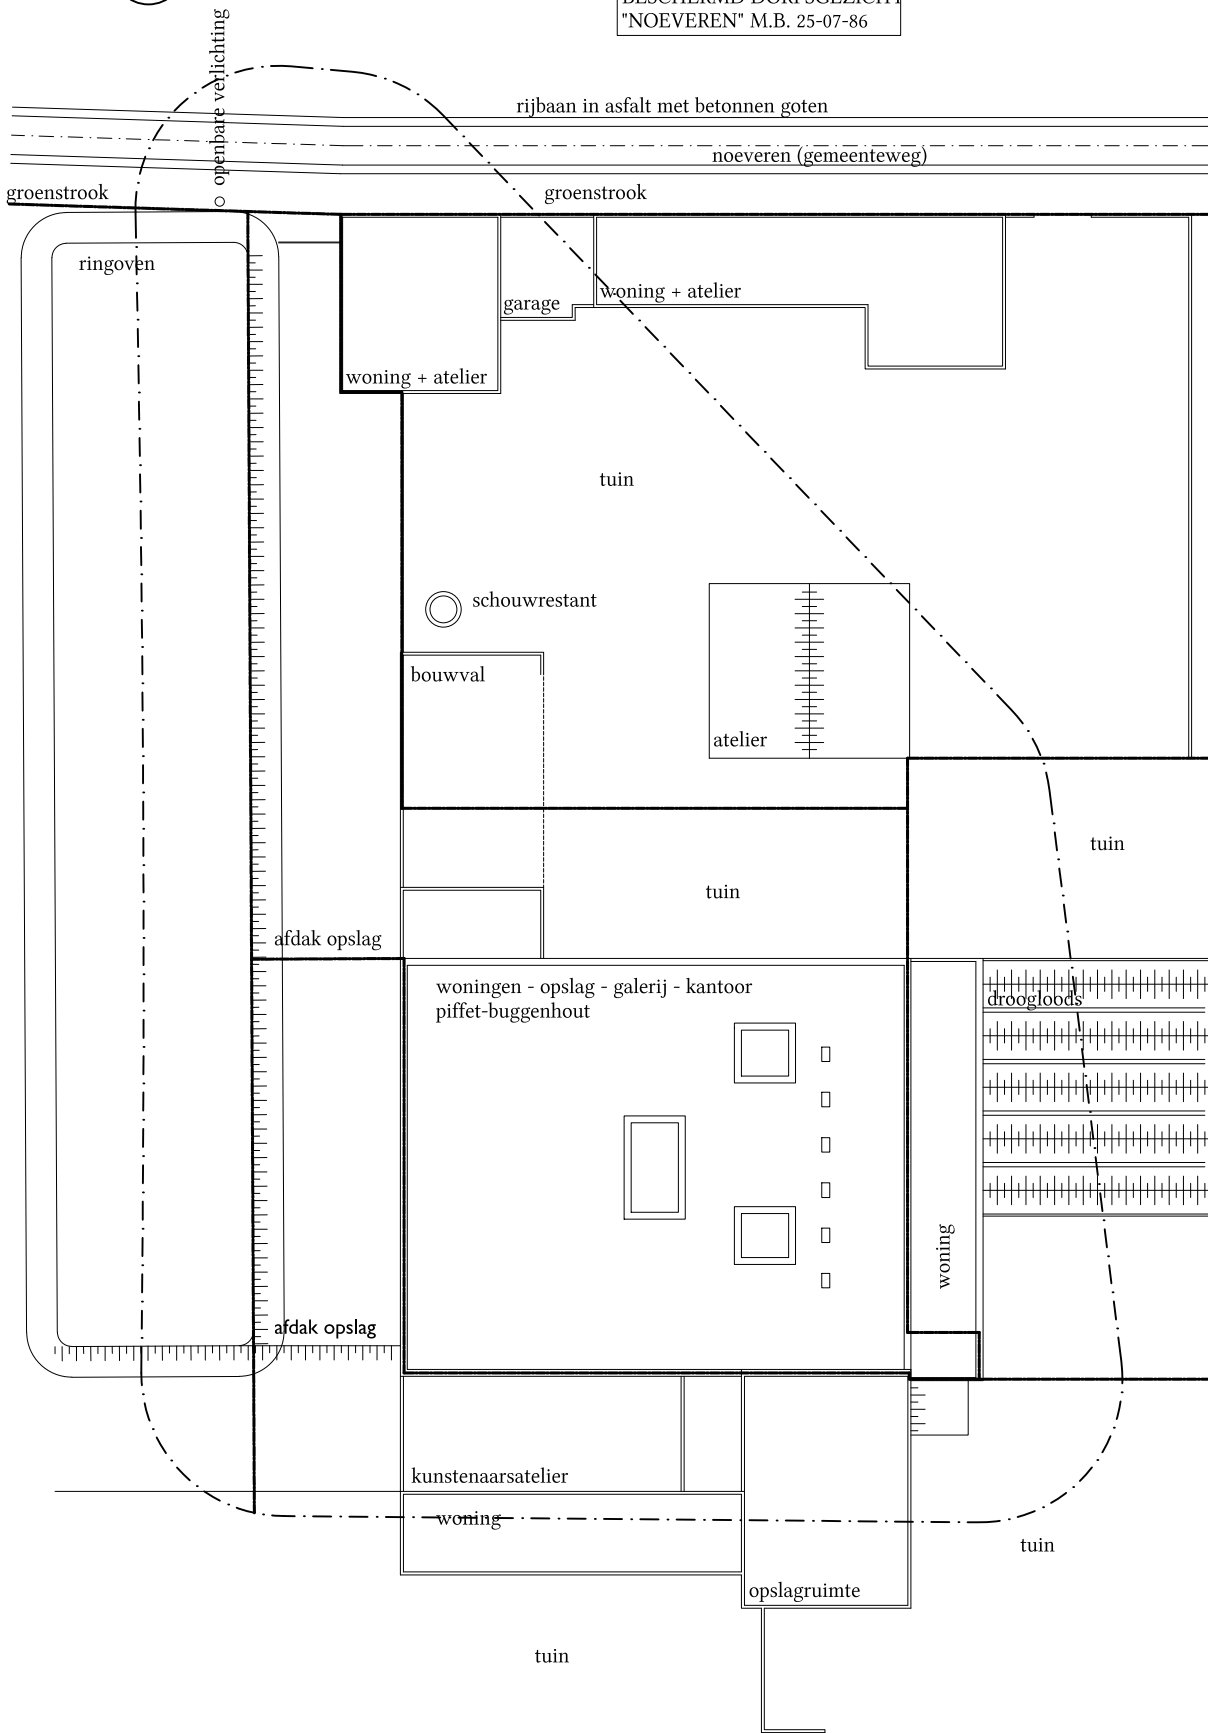 BESCHERMD DORPSGEZICHT
"NOEVEREN" M.B. 25-07-86
openbare verlichting
rijbaan in asfalt met betonnen goten
noeveren (gemeenteweg)
groenstrook
groenstrook
ringoven
woning + atelier
garage
woning + atelier
tuin
schouwrestant
bouwval
atelier
tuin
tuin
afdak opslag
woningen - opslag - galerij - kantoor
piffet-buggenhout
droogloods
woning
afdak opslag
kunstenaarsatelier
woning
tuin
opslagruimte
tuin